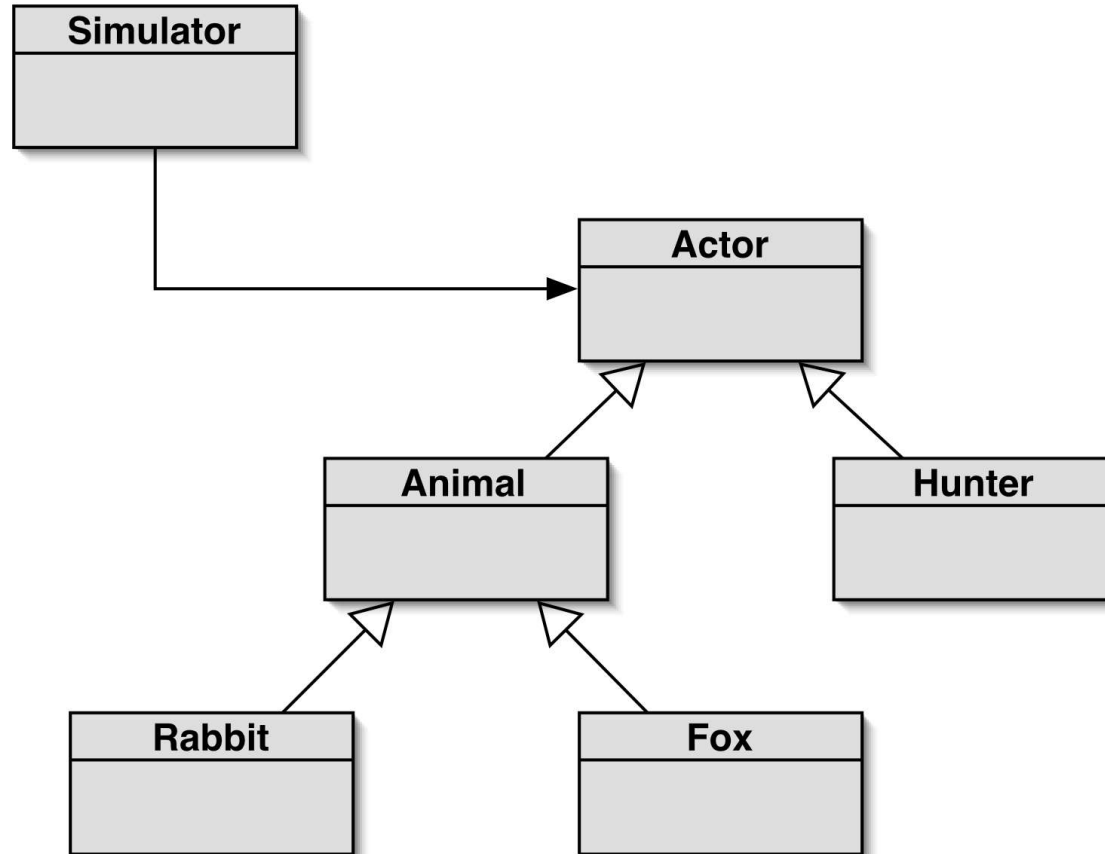 Simulator
Actor
Animal
Hunter
Rabbit
Fox